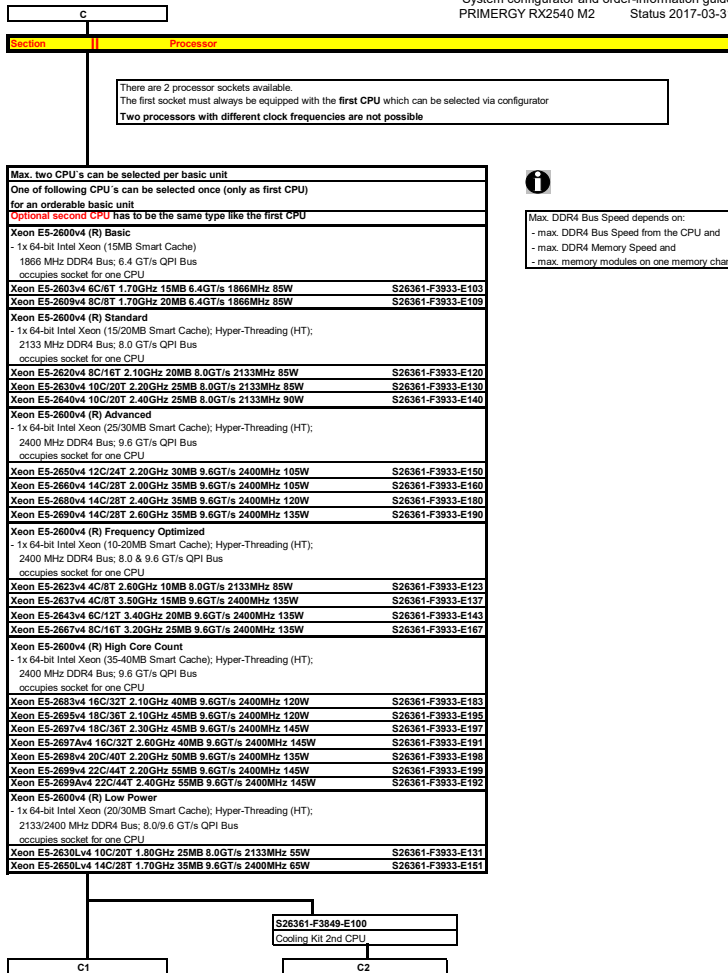 System configurator and order-information guide
PRIMERGY RX2540 M2 Status 2017-03-3
C
Section II Processor
There are 2 processor sockets available.
The first socket must always be equipped with the first CPU which can be selected via configurator
Two processors with different clock frequencies are not possible
Max. two CPU´s can be selected per basic unit
One of following CPU´s can be selected once (only as first CPU)
for an orderable basic unit
Optional second CPU has to be the same type like the first CPU
Max. DDR4 Bus Speed depends on:
- max. DDR4 Bus Speed from the CPU and
- max. DDR4 Memory Speed and
- max. memory modules on one memory chan
Xeon E5-2600v4 (R) Basic
- 1x 64-bit Intel Xeon (15MB Smart Cache)
1866 MHz DDR4 Bus; 6.4 GT/s QPI Bus
occupies socket for one CPU
Xeon E5-2603v4 6C/6T 1.70GHz 15MB 6.4GT/s 1866MHz 85W S26361-F3933-E103
Xeon E5-2609v4 8C/8T 1.70GHz 20MB 6.4GT/s 1866MHz 85W S26361-F3933-E109
Xeon E5-2600v4 (R) Standard
- 1x 64-bit Intel Xeon (15/20MB Smart Cache); Hyper-Threading (HT);
2133 MHz DDR4 Bus; 8.0 GT/s QPI Bus
occupies socket for one CPU
Xeon E5-2620v4 8C/16T 2.10GHz 20MB 8.0GT/s 2133MHz 85W S26361-F3933-E120
Xeon E5-2630v4 10C/20T 2.20GHz 25MB 8.0GT/s 2133MHz 85W S26361-F3933-E130
Xeon E5-2640v4 10C/20T 2.40GHz 25MB 8.0GT/s 2133MHz 90W S26361-F3933-E140
Xeon E5-2600v4 (R) Advanced
- 1x 64-bit Intel Xeon (25/30MB Smart Cache); Hyper-Threading (HT);
2400 MHz DDR4 Bus; 9.6 GT/s QPI Bus
occupies socket for one CPU
Xeon E5-2650v4 12C/24T 2.20GHz 30MB 9.6GT/s 2400MHz 105W S26361-F3933-E150
Xeon E5-2660v4 14C/28T 2.00GHz 35MB 9.6GT/s 2400MHz 105W S26361-F3933-E160
Xeon E5-2680v4 14C/28T 2.40GHz 35MB 9.6GT/s 2400MHz 120W S26361-F3933-E180
Xeon E5-2690v4 14C/28T 2.60GHz 35MB 9.6GT/s 2400MHz 135W S26361-F3933-E190
Xeon E5-2600v4 (R) Frequency Optimized
- 1x 64-bit Intel Xeon (10-20MB Smart Cache); Hyper-Threading (HT);
2400 MHz DDR4 Bus; 8.0 & 9.6 GT/s QPI Bus
occupies socket for one CPU
Xeon E5-2623v4 4C/8T 2.60GHz 10MB 8.0GT/s 2133MHz 85W S26361-F3933-E123
Xeon E5-2637v4 4C/8T 3.50GHz 15MB 9.6GT/s 2400MHz 135W S26361-F3933-E137
Xeon E5-2643v4 6C/12T 3.40GHz 20MB 9.6GT/s 2400MHz 135W S26361-F3933-E143
Xeon E5-2667v4 8C/16T 3.20GHz 25MB 9.6GT/s 2400MHz 135W S26361-F3933-E167
Xeon E5-2600v4 (R) High Core Count
- 1x 64-bit Intel Xeon (35-40MB Smart Cache); Hyper-Threading (HT);
2400 MHz DDR4 Bus; 9.6 GT/s QPI Bus
occupies socket for one CPU
Xeon E5-2683v4 16C/32T 2.10GHz 40MB 9.6GT/s 2400MHz 120W S26361-F3933-E183
Xeon E5-2695v4 18C/36T 2.10GHz 45MB 9.6GT/s 2400MHz 120W S26361-F3933-E195
Xeon E5-2697v4 18C/36T 2.30GHz 45MB 9.6GT/s 2400MHz 145W S26361-F3933-E197
Xeon E5-2697Av4 16C/32T 2.60GHz 40MB 9.6GT/s 2400MHz 145W S26361-F3933-E191
Xeon E5-2698v4 20C/40T 2.20GHz 50MB 9.6GT/s 2400MHz 135W S26361-F3933-E198
Xeon E5-2699v4 22C/44T 2.20GHz 55MB 9.6GT/s 2400MHz 145W S26361-F3933-E199
Xeon E5-2699Av4 22C/44T 2.40GHz 55MB 9.6GT/s 2400MHz 145W S26361-F3933-E192
Xeon E5-2600v4 (R) Low Power
- 1x 64-bit Intel Xeon (20/30MB Smart Cache); Hyper-Threading (HT);
2133/2400 MHz DDR4 Bus; 8.0/9.6 GT/s QPI Bus
occupies socket for one CPU
Xeon E5-2630Lv4 10C/20T 1.80GHz 25MB 8.0GT/s 2133MHz 55W S26361-F3933-E131
Xeon E5-2650Lv4 14C/28T 1.70GHz 35MB 9.6GT/s 2400MHz 65W S26361-F3933-E151
S26361-F3849-E100
Cooling Kit 2nd CPU
C1
C2